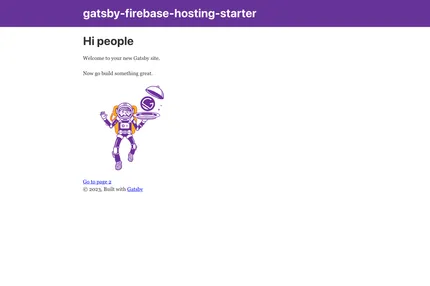 gatsby-firebase-hosting-starter
Hi people
Welcome to your new Gatsby site.
Now go build something great.
Go to page 2
© 2023, Built with Gatsby